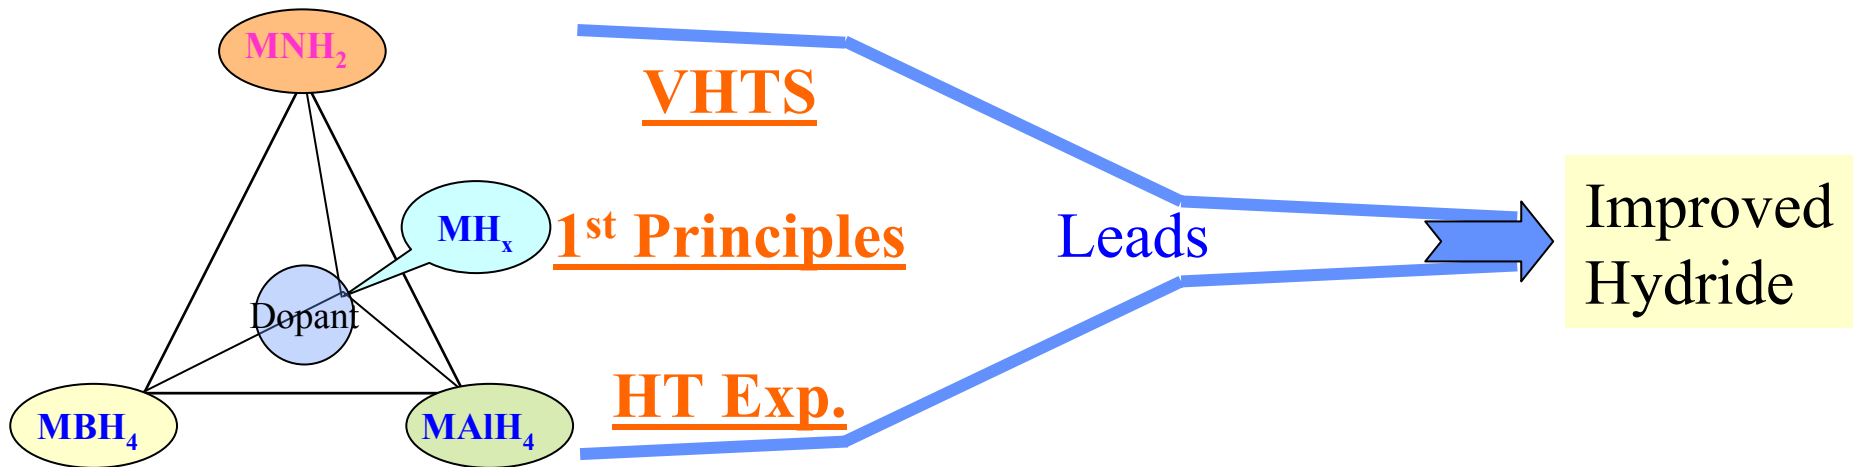 MNH₂
VHTS
MHₓ
1ˢᵗ Principles
Leads
Improved
Hydride
Dopant
HT Exp.
MBH₄
MAlH₄